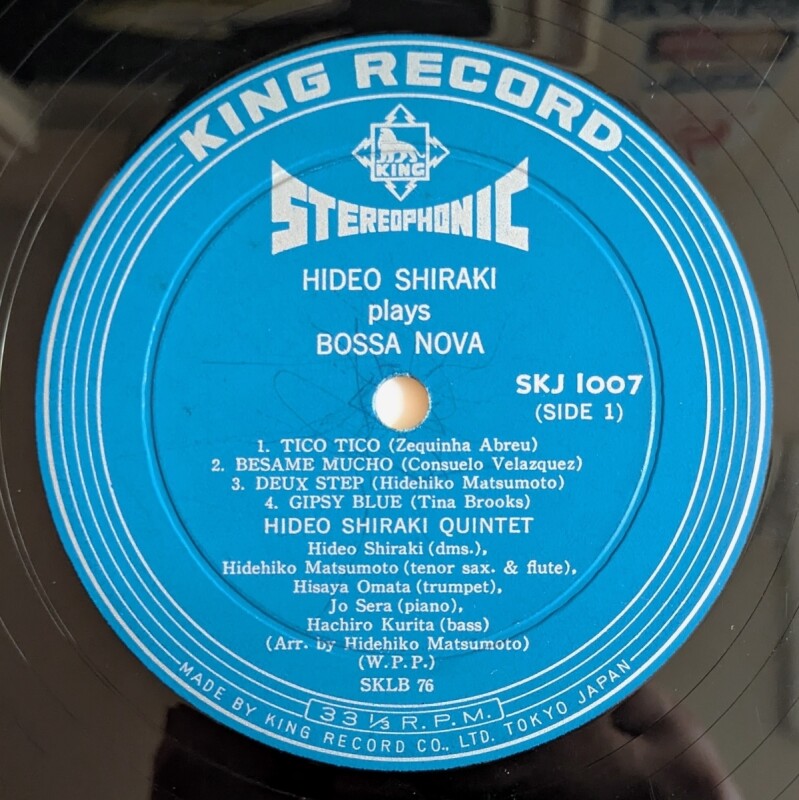 KING RECORD
KING
STEREOPHONIC
HIDEO SHIRAKI
plays
BOSSA NOVA
SKJ 1007
(SIDE 1)
1. TICO TICO (Zequinha Abreu)
2. BESAME MUCHO (Consuelo Velazquez)
3. DEUX STEP (Hidehiko Matsumoto)
4. GIPSY BLUE (Tina Brooks)
HIDEO SHIRAKI QUINTET
Hideo Shiraki (dms.),
Hidehiko Matsumoto (tenor sax. & flute),
Hisaya Omata (trumpet),
Jo Sera (piano),
Hachiro Kurita (bass)
(Arr. by Hidehiko Matsumoto)
(W.P.P.)
SKLB 76
33 1/3 R.P.M.
MADE BY KING RECORD CO., LTD. TOKYO JAPAN